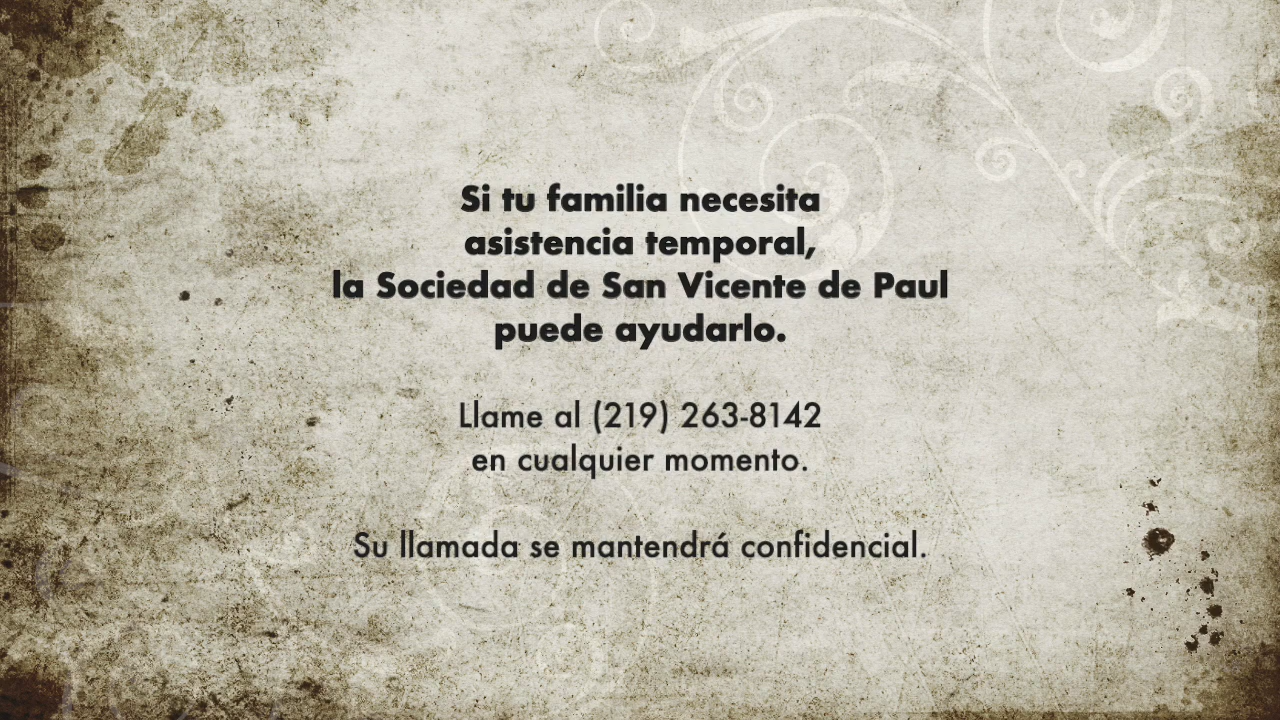 Si tu familia necesita
asistencia temporal,
la Sociedad de San Vicente de Paul
puede ayudarlo.
Llame al (219) 263-8142
en cualquier momento.
Su llamada se mantendrá confidencial.